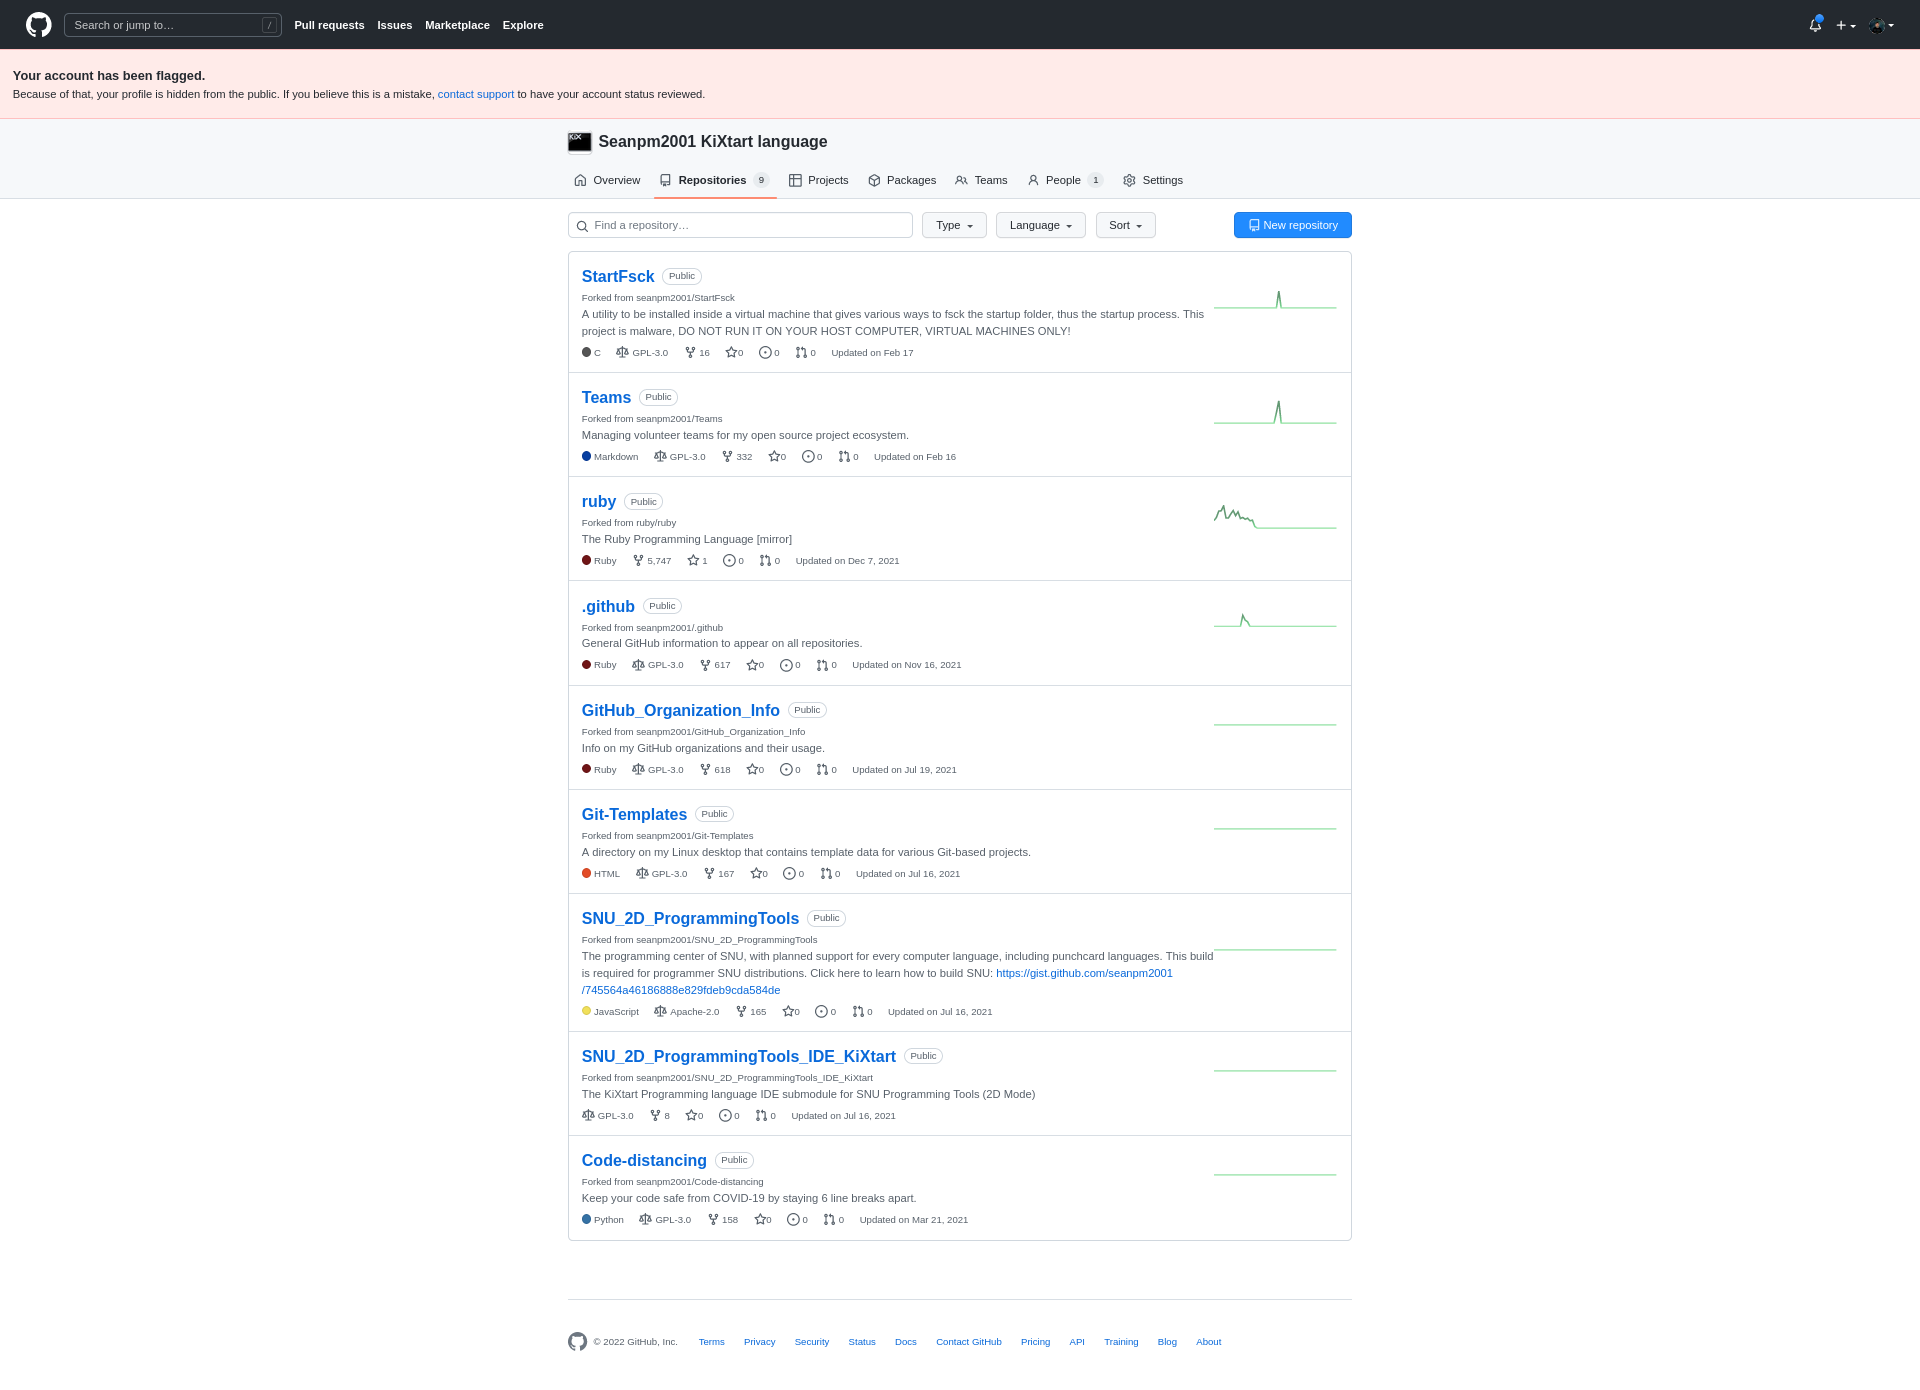 Search or jump to…
/
Pull requests Issues Marketplace Explore
Your account has been flagged.
Because of that, your profile is hidden from the public. If you believe this is a mistake, contact support to have your account status reviewed.
KiX
Seanpm2001 KiXtart language
Overview Repositories 9 Projects Packages Teams People 1 Settings
Find a repository… Type Language Sort New repository
StartFsck Public
Forked from seanpm2001/StartFsck
A utility to be installed inside a virtual machine that gives various ways to fsck the startup folder, thus the startup process. This
project is malware, DO NOT RUN IT ON YOUR HOST COMPUTER, VIRTUAL MACHINES ONLY!
C GPL-3.0 16 0 0 0 Updated on Feb 17
Teams Public
Forked from seanpm2001/Teams
Managing volunteer teams for my open source project ecosystem.
Markdown GPL-3.0 332 0 0 0 Updated on Feb 16
ruby Public
Forked from ruby/ruby
The Ruby Programming Language [mirror]
Ruby 5,747 1 0 0 Updated on Dec 7, 2021
.github Public
Forked from seanpm2001/.github
General GitHub information to appear on all repositories.
Ruby GPL-3.0 617 0 0 0 Updated on Nov 16, 2021
GitHub_Organization_Info Public
Forked from seanpm2001/GitHub_Organization_Info
Info on my GitHub organizations and their usage.
Ruby GPL-3.0 618 0 0 0 Updated on Jul 19, 2021
Git-Templates Public
Forked from seanpm2001/Git-Templates
A directory on my Linux desktop that contains template data for various Git-based projects.
HTML GPL-3.0 167 0 0 0 Updated on Jul 16, 2021
SNU_2D_ProgrammingTools Public
Forked from seanpm2001/SNU_2D_ProgrammingTools
The programming center of SNU, with planned support for every computer language, including punchcard languages. This build
is required for programmer SNU distributions. Click here to learn how to build SNU: https://gist.github.com/seanpm2001
/745564a46186888e829fdeb9cda584de
JavaScript Apache-2.0 165 0 0 0 Updated on Jul 16, 2021
SNU_2D_ProgrammingTools_IDE_KiXtart Public
Forked from seanpm2001/SNU_2D_ProgrammingTools_IDE_KiXtart
The KiXtart Programming language IDE submodule for SNU Programming Tools (2D Mode)
GPL-3.0 8 0 0 0 Updated on Jul 16, 2021
Code-distancing Public
Forked from seanpm2001/Code-distancing
Keep your code safe from COVID-19 by staying 6 line breaks apart.
Python GPL-3.0 158 0 0 0 Updated on Mar 21, 2021
© 2022 GitHub, Inc. Terms Privacy Security Status Docs Contact GitHub Pricing API Training Blog About